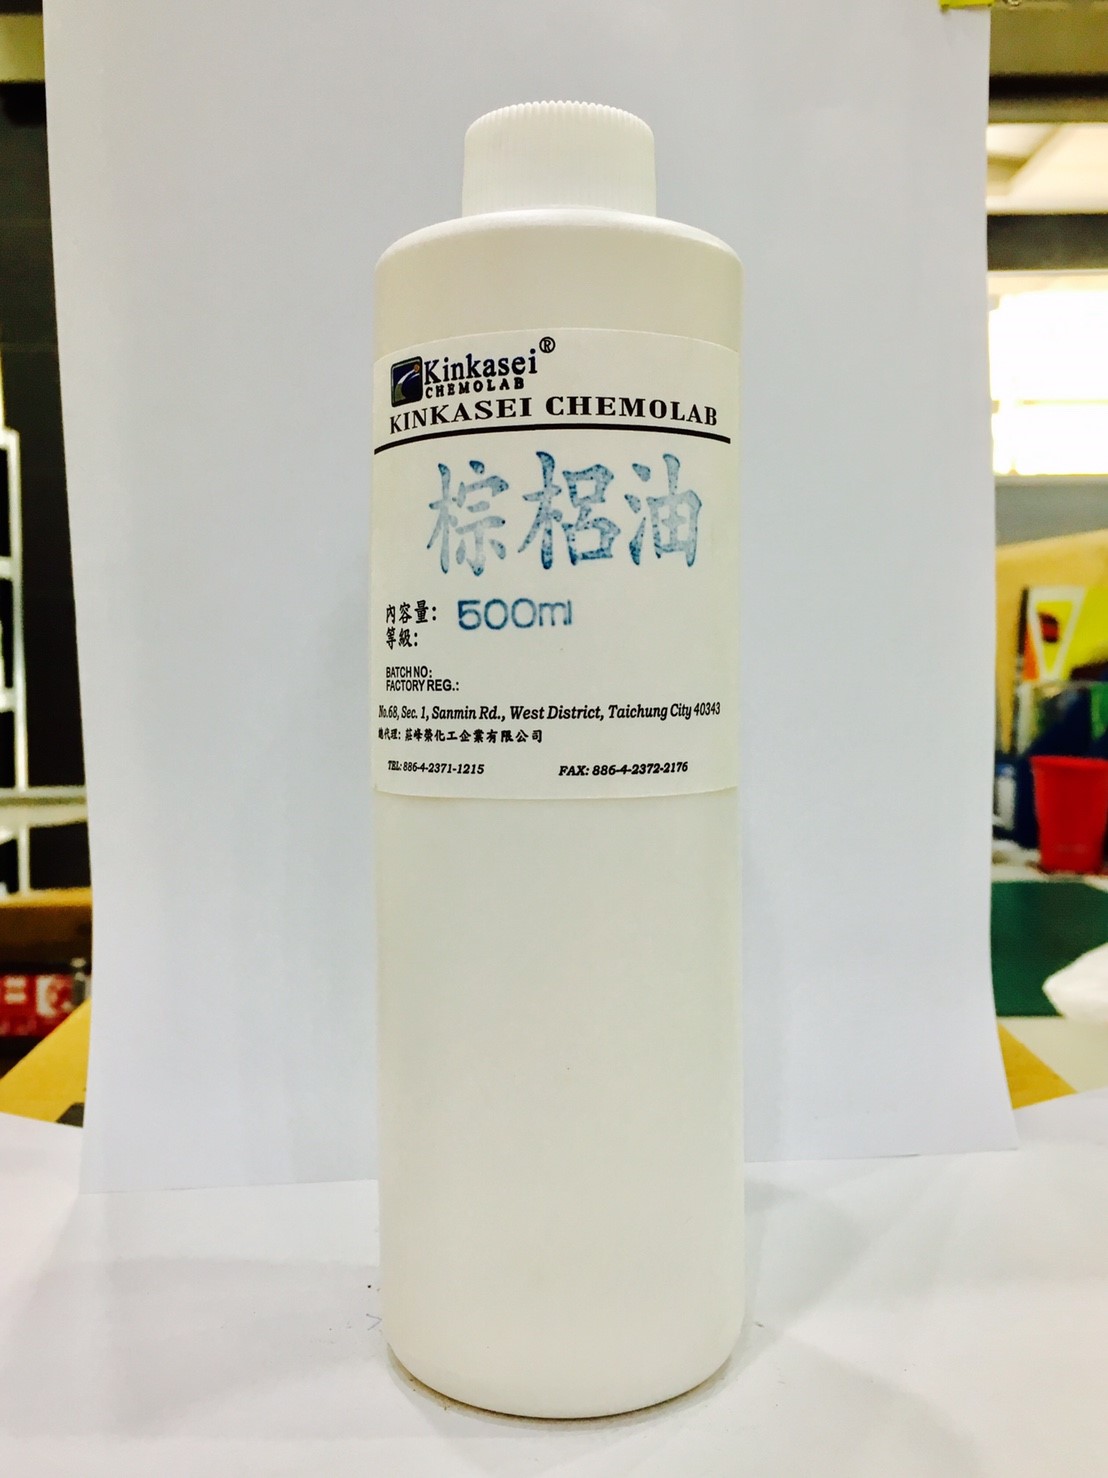 Kinkasei®
CHEMOLAB
KINKASEI CHEMOLAB
棕梠油
內容量: 500ml
等級:
BATCH NO:
FACTORY REG.:
No.68, Sec. 1, Sanmin Rd., West District, Taichung City 40343
總代理: 莊峰榮化工企業有限公司
TEL: 886-4-2371-1215 FAX: 886-4-2372-2176